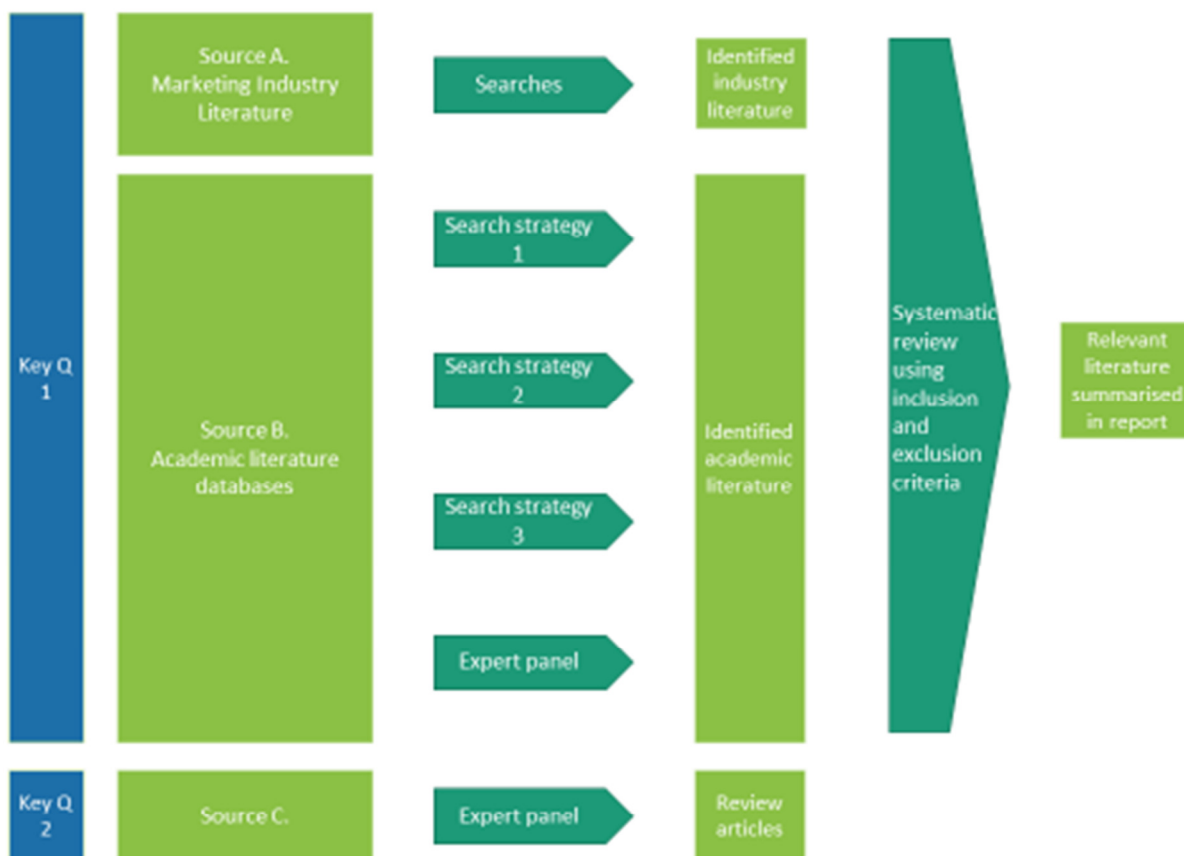 Key Q
1
Source A.
Marketing Industry
Literature
Searches
Identified
industry
literature
Source B.
Academic literature
databases
Search strategy
1
Search strategy
2
Search strategy
3
Expert panel
Identified
academic
literature
Systematic
review
using
inclusion
and
exclusion
criteria
Relevant
literature
summarised
in report
Key Q
2
Source C.
Expert panel
Review
articles